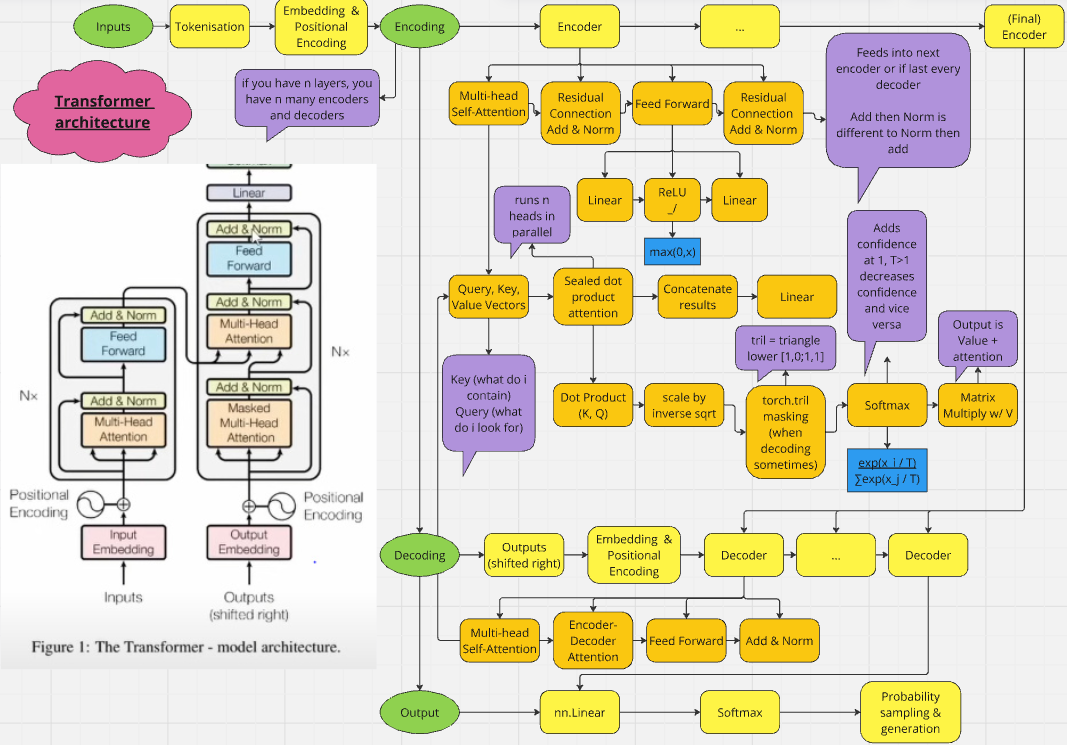 Inputs
Tokenisation
Embedding &
Positional
Encoding
Encoding
Encoder
...
(Final)
Encoder
if you have n layers, you
have n many encoders
and decoders
Transformer
architecture
Multi-head
Self-Attention
Residual
Connection
Add & Norm
Feed Forward
Residual
Connection
Add & Norm
Feeds into next
encoder or if last every
decoder
Add then Norm is
different to Norm then
add
Linear
ReLU
_/
Linear
max(0,x)
runs n
heads in
parallel
Query, Key,
Value Vectors
Sealed dot
product
attention
Concatenate
results
Linear
Adds
confidence
at 1, T>1
decreases
confidence
and vice
versa
tril = triangle
lower [1,0;1,1]
Output is
Value +
attention
Key (what do i
contain)
Query (what
do i look for)
Dot Product
(K, Q)
scale by
inverse sqrt
torch.tril
masking
(when
decoding
sometimes)
Softmax
Matrix
Multiply w/ V
exp(x_i / T)
∑exp(x_j / T)
Linear
Add & Norm
Feed
Forward
Add & Norm
Multi-Head
Attention
Add & Norm
Masked
Multi-Head
Attention
Nx
Add & Norm
Feed
Forward
Nx
Add & Norm
Multi-Head
Attention
Positional
Encoding
Positional
Encoding
Input
Embedding
Output
Embedding
Inputs
Outputs
(shifted right)
Figure 1: The Transformer - model architecture.
Decoding
Outputs
(shifted right)
Embedding &
Positional
Encoding
Decoder
...
Decoder
Multi-head
Self-Attention
Encoder-
Decoder
Attention
Feed Forward
Add & Norm
Output
nn.Linear
Softmax
Probability
sampling &
generation